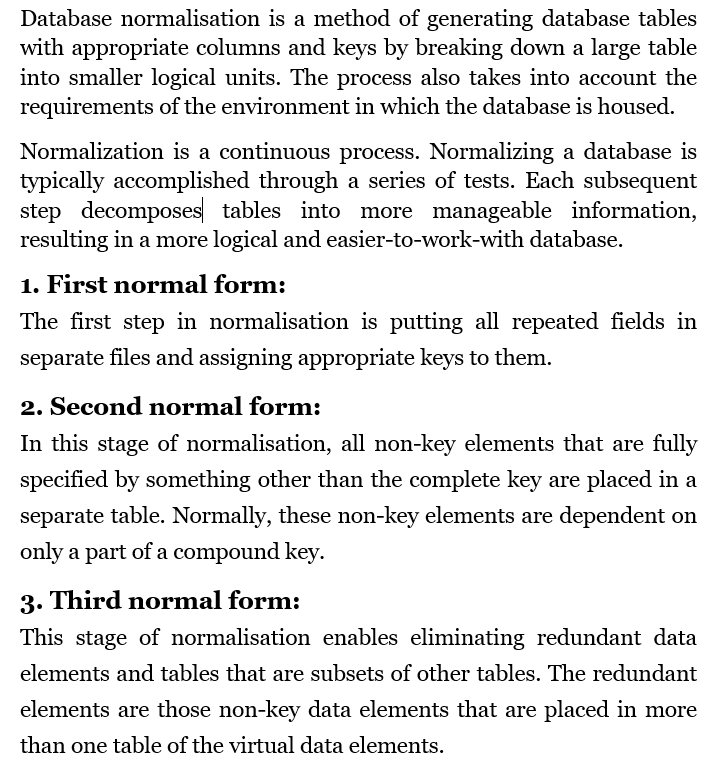 Database normalisation is a method of generating database tables
with appropriate columns and keys by breaking down a large table
into smaller logical units. The process also takes into account the
requirements of the environment in which the database is housed.
Normalization is a continuous process. Normalizing a database is
typically accomplished through a series of tests. Each subsequent
step decomposes tables into more manageable information,
resulting in a more logical and easier-to-work-with database.
1. First normal form:
The first step in normalisation is putting all repeated fields in
separate files and assigning appropriate keys to them.
2. Second normal form:
In this stage of normalisation, all non-key elements that are fully
specified by something other than the complete key are placed in a
separate table. Normally, these non-key elements are dependent on
only a part of a compound key.
3. Third normal form:
This stage of normalisation enables eliminating redundant data
elements and tables that are subsets of other tables. The redundant
elements are those non-key data elements that are placed in more
than one table of the virtual data elements.